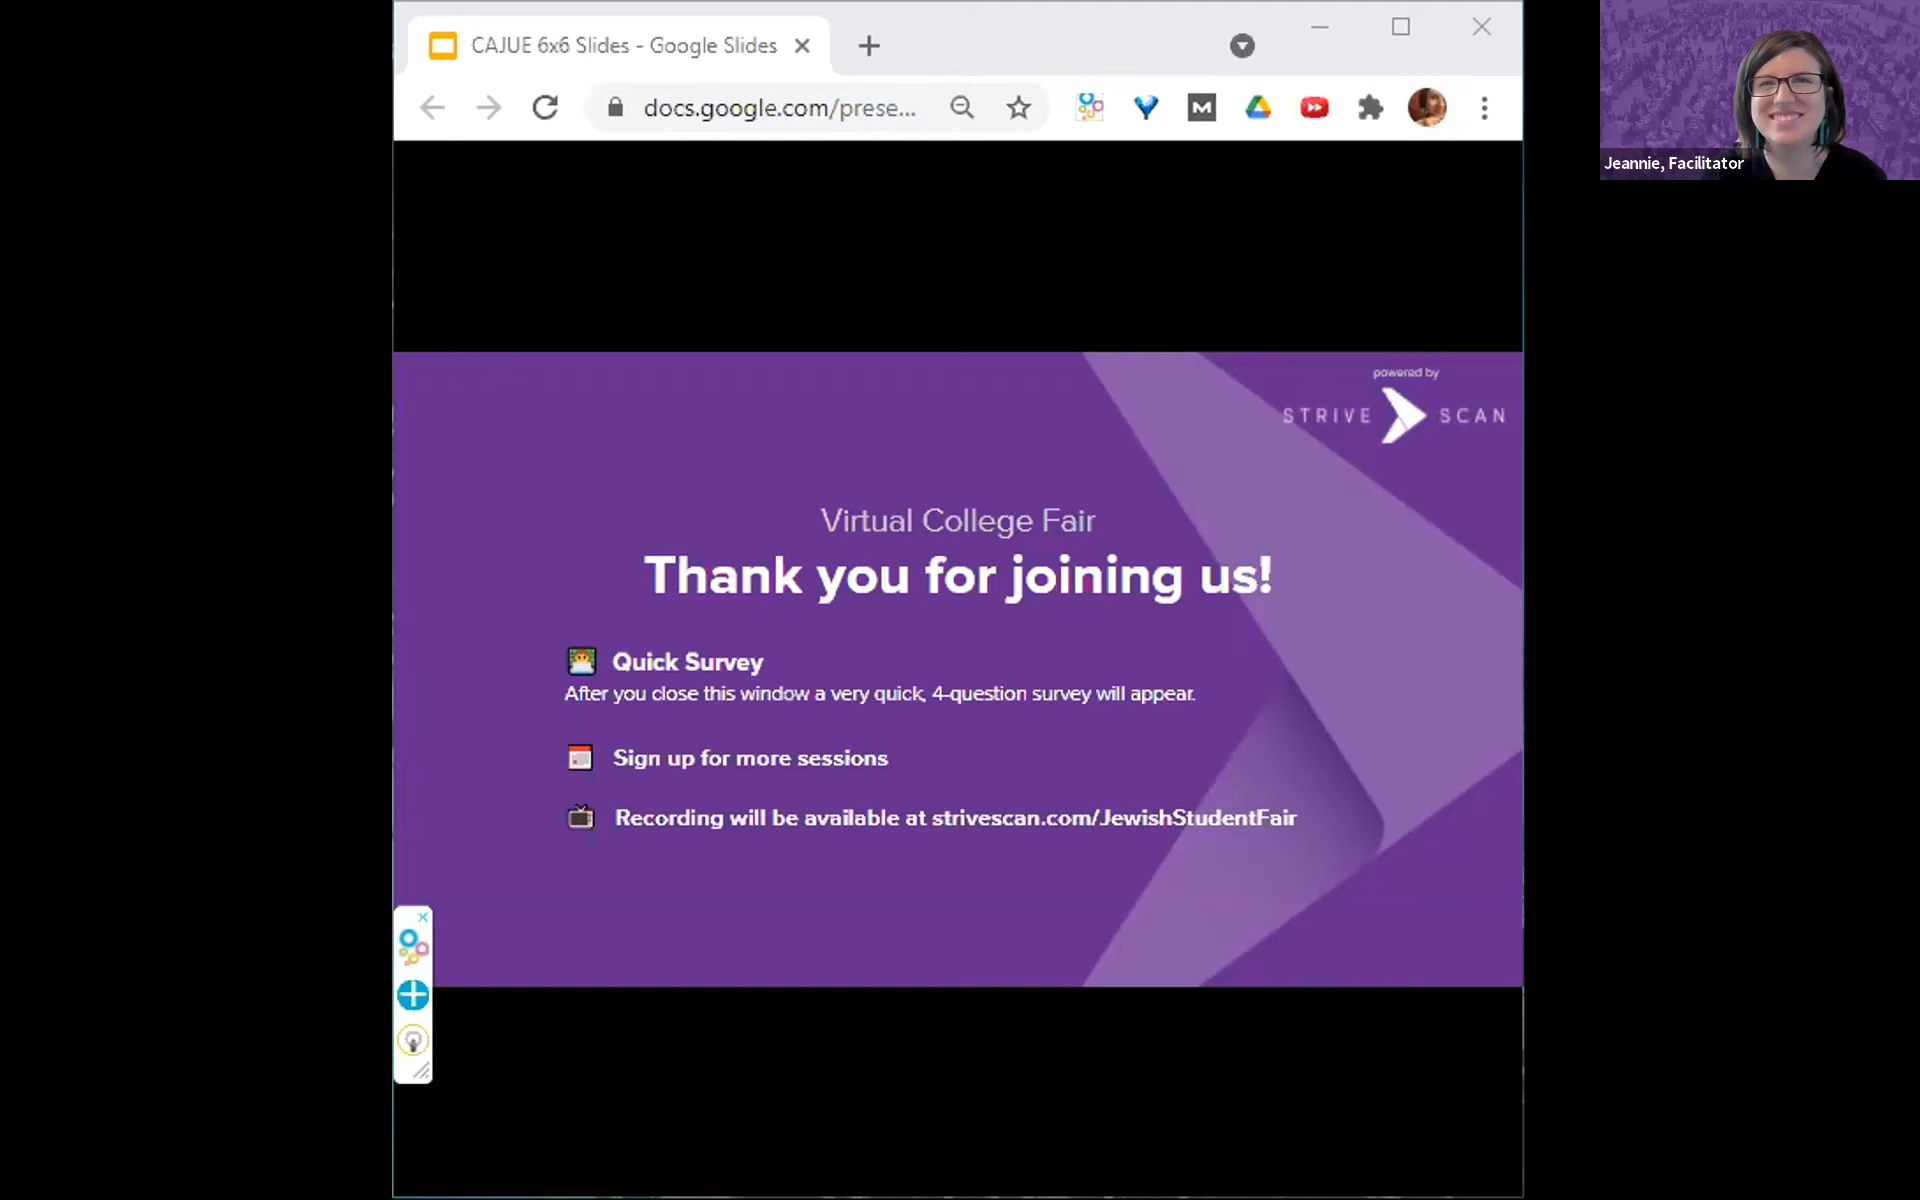 CAJUE 6x6 Slides - Google Slides
docs.google.com/prese...
Jeannie, Facilitator
powered by
STRIVE SCAN
Virtual College Fair
Thank you for joining us!
Quick Survey
After you close this window a very quick, 4-question survey will appear.
Sign up for more sessions
Recording will be available at strivescan.com/JewishStudentFair